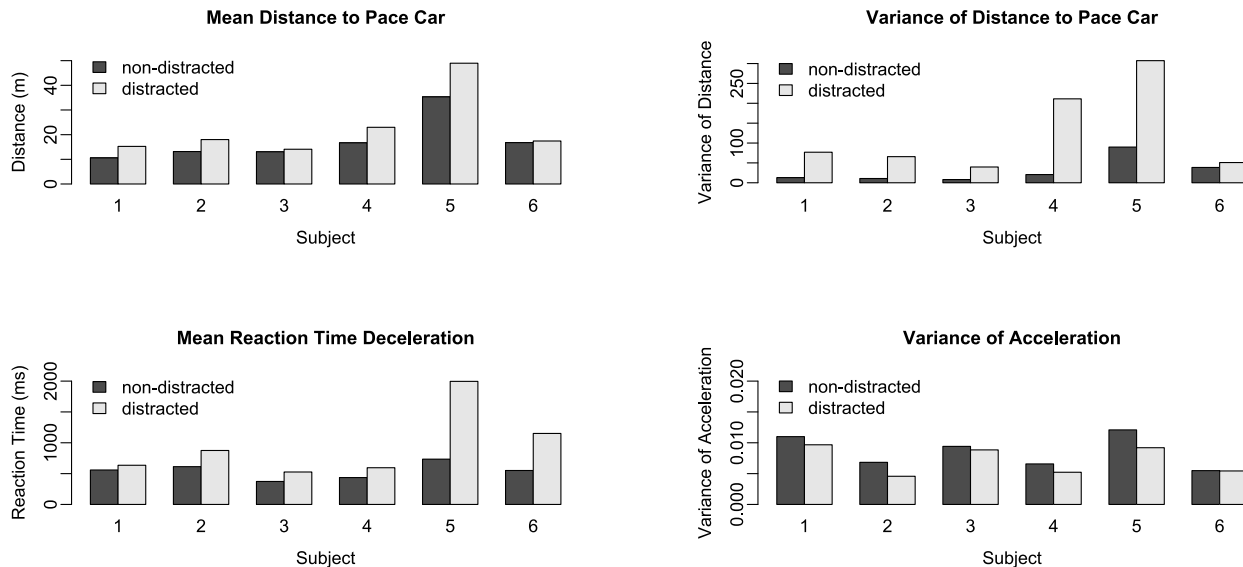 Mean Distance to Pace Car
Distance (m)
0
20
40
non-distracted
distracted
1 2 3 4 5 6
Subject
Variance of Distance to Pace Car
Variance of Distance
0
100
250
non-distracted
distracted
1 2 3 4 5 6
Subject
Mean Reaction Time Deceleration
Reaction Time (ms)
0
1000
2000
non-distracted
distracted
1 2 3 4 5 6
Subject
Variance of Acceleration
Variance of Acceleration
0.000
0.010
0.020
non-distracted
distracted
1 2 3 4 5 6
Subject